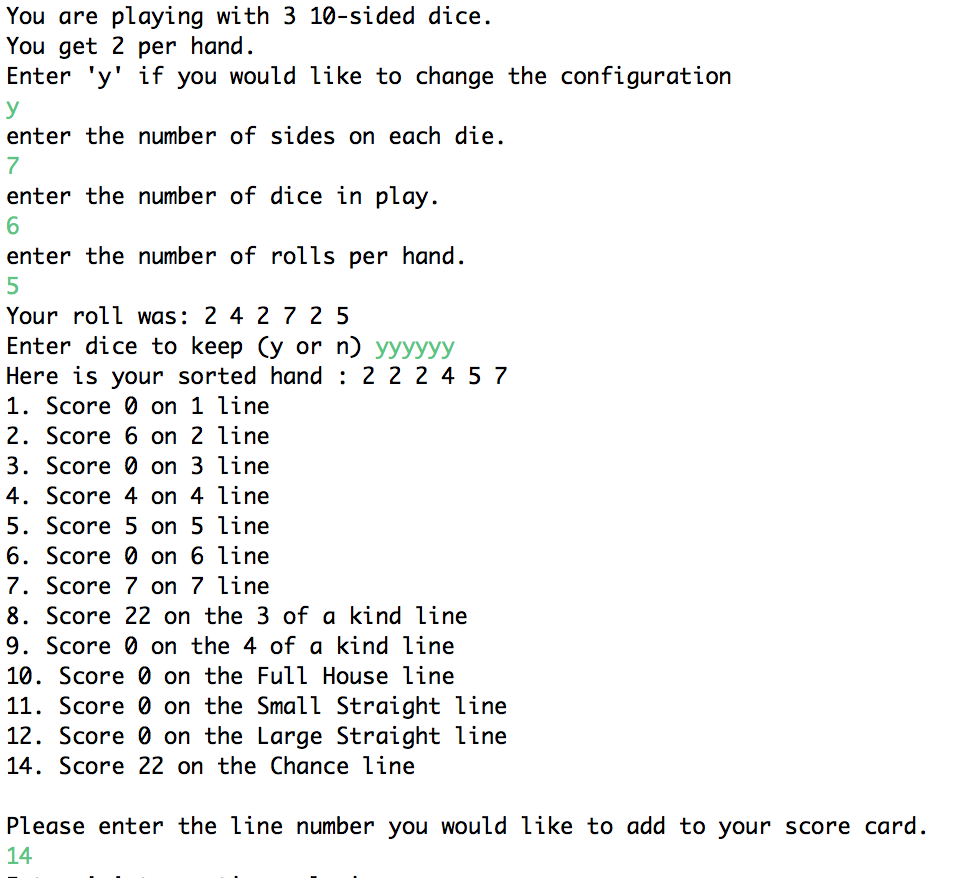 You are playing with 3 10-sided dice.
You get 2 per hand.
Enter 'y' if you would like to change the configuration
y
enter the number of sides on each die.
7
enter the number of dice in play.
6
enter the number of rolls per hand.
5
Your roll was: 2 4 2 7 2 5
Enter dice to keep (y or n) yyyyyy
Here is your sorted hand : 2 2 2 4 5 7
1. Score 0 on 1 line
2. Score 6 on 2 line
3. Score 0 on 3 line
4. Score 4 on 4 line
5. Score 5 on 5 line
6. Score 0 on 6 line
7. Score 7 on 7 line
8. Score 22 on the 3 of a kind line
9. Score 0 on the 4 of a kind line
10. Score 0 on the Full House line
11. Score 0 on the Small Straight line
12. Score 0 on the Large Straight line
14. Score 22 on the Chance line
Please enter the line number you would like to add to your score card.
14